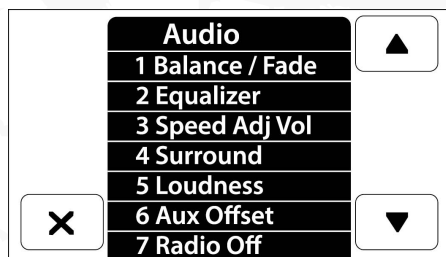 Audio
1 Balance / Fade
2 Equalizer
3 Speed Adj Vol
4 Surround
5 Loudness
6 Aux Offset
7 Radio Off